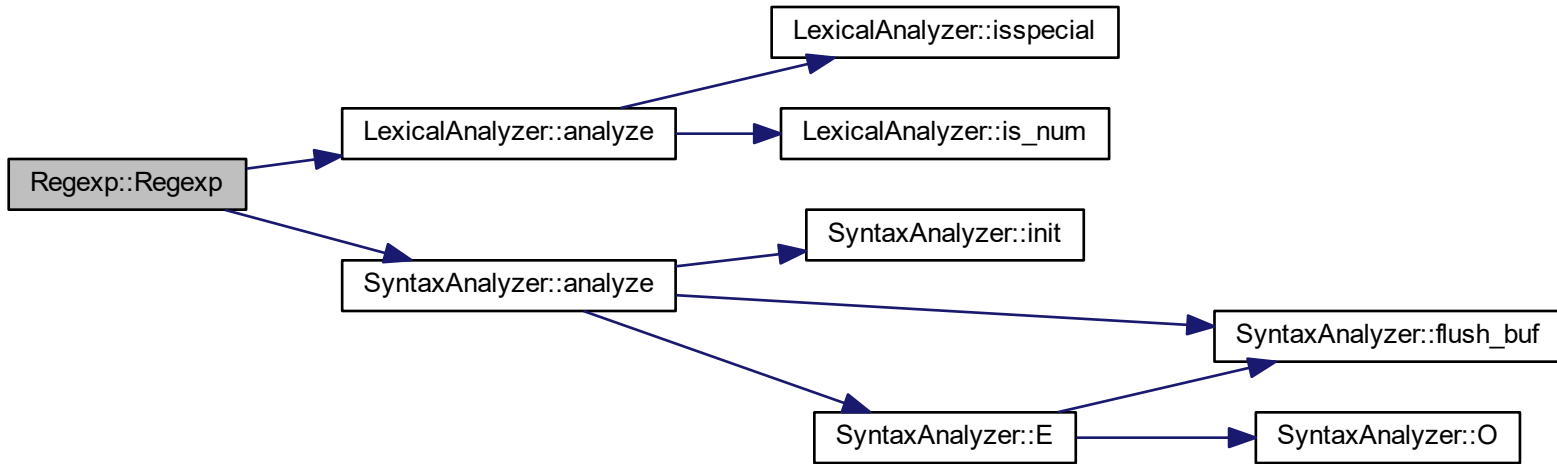 LexicalAnalyzer::isspecial
LexicalAnalyzer::analyze
LexicalAnalyzer::is_num
Regexp::Regexp
SyntaxAnalyzer::init
SyntaxAnalyzer::analyze
SyntaxAnalyzer::flush_buf
SyntaxAnalyzer::E
SyntaxAnalyzer::O